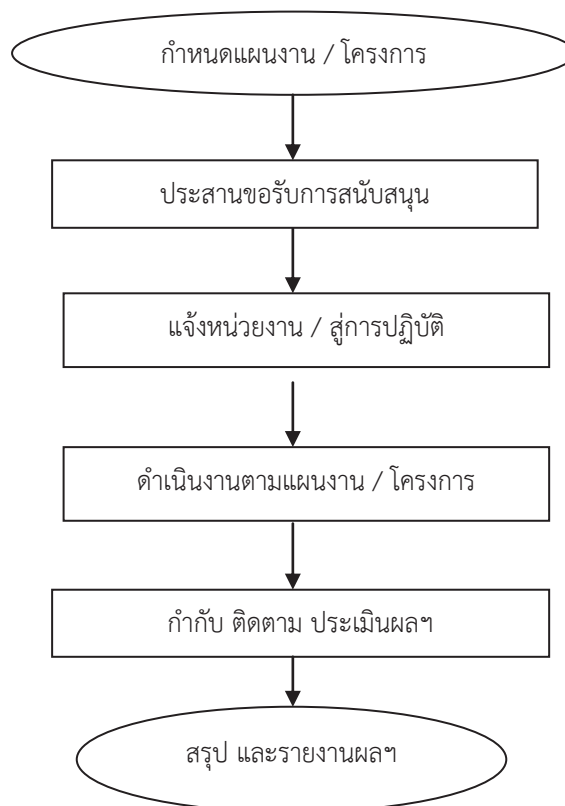 กำหนดแผนงาน / โครงการ
ประสานขอรับการสนับสนุน
แจ้งหน่วยงาน / สู่การปฏิบัติ
ดำเนินงานตามแผนงาน / โครงการ
กำกับ ติดตาม ประเมินผลฯ
สรุป และรายงานผลฯ